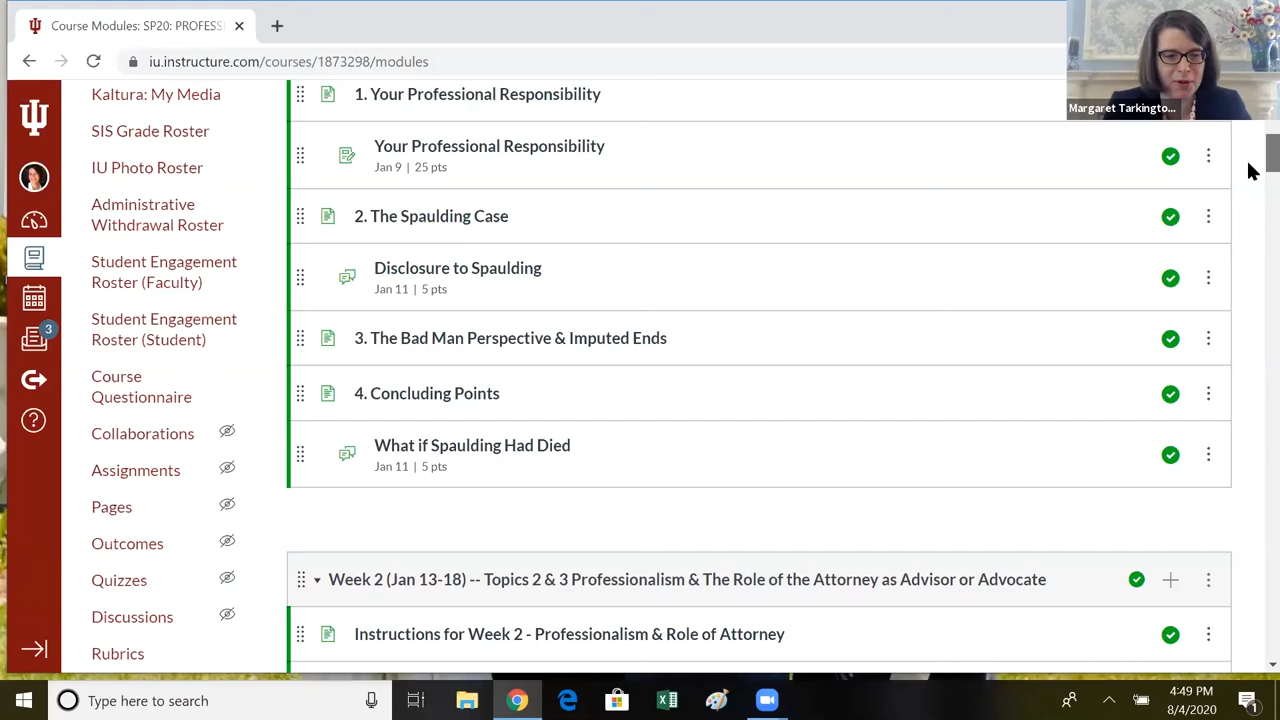 Course Modules: SP20: PROFESS
iu.instructure.com/courses/1873298/modules
Margaret Tarkingto...
Kaltura: My Media
SIS Grade Roster
IU Photo Roster
Administrative
Withdrawal Roster
Student Engagement
Roster (Faculty)
Student Engagement
Roster (Student)
Course
Questionnaire
Collaborations
Assignments
Pages
Outcomes
Quizzes
Discussions
Rubrics
3
1. Your Professional Responsibility
Your Professional Responsibility
Jan 9 | 25 pts
2. The Spaulding Case
Disclosure to Spaulding
Jan 11 | 5 pts
3. The Bad Man Perspective & Imputed Ends
4. Concluding Points
What if Spaulding Had Died
Jan 11 | 5 pts
Week 2 (Jan 13-18) -- Topics 2 & 3 Professionalism & The Role of the Attorney as Advisor or Advocate
Instructions for Week 2 - Professionalism & Role of Attorney
Type here to search
4:49 PM
8/4/2020
1